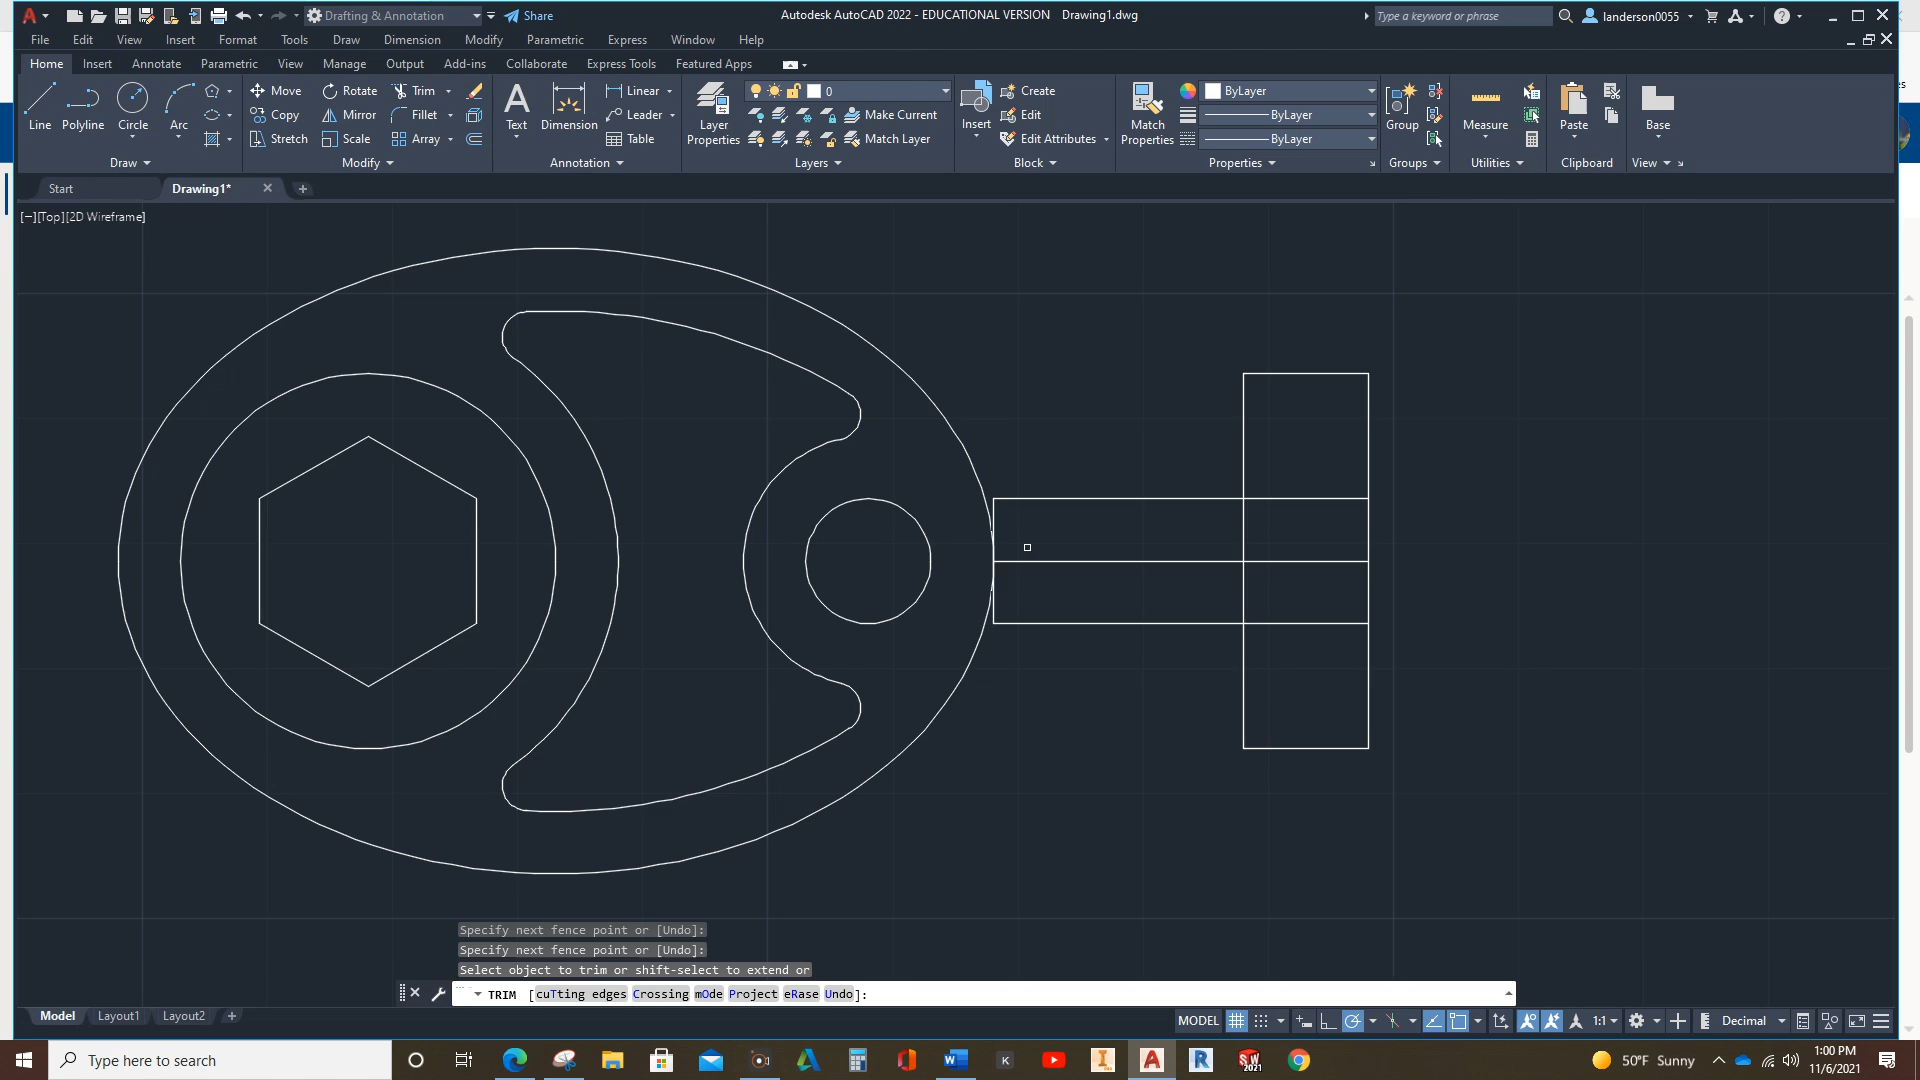 A Drafting & Annotation Share Autodesk AutoCAD 2022 - EDUCATIONAL VERSION Drawing1.dwg Type a keyword or phrase landerson0055
File Edit View Insert Format Tools Draw Dimension Modify Parametric Express Window Help
Home Insert Annotate Parametric View Manage Output Add-ins Collaborate Express Tools Featured Apps
Line Polyline Circle Arc
Move Rotate Trim
Copy Mirror Fillet
Stretch Scale Array
Text Dimension
Linear
Leader
Table
Layer
Properties
0
Make Current
Match Layer
Insert
Create
Edit
Edit Attributes
Match
Properties
ByLayer
ByLayer
ByLayer
Group
Measure
Paste
Base
Draw Modify Annotation Layers Block Properties Groups Utilities Clipboard View
Start Drawing1*
[−][Top][2D Wireframe]
Specify next fence point or [Undo]:
Specify next fence point or [Undo]:
Select object to trim or shift-select to extend or
TRIM [cuTting edges Crossing mOde Project eRase Undo]:
Model Layout1 Layout2 MODEL 1:1 Decimal
Type here to search
K
W
I
A
R
SW
2021
50°F Sunny
1:00 PM
11/6/2021